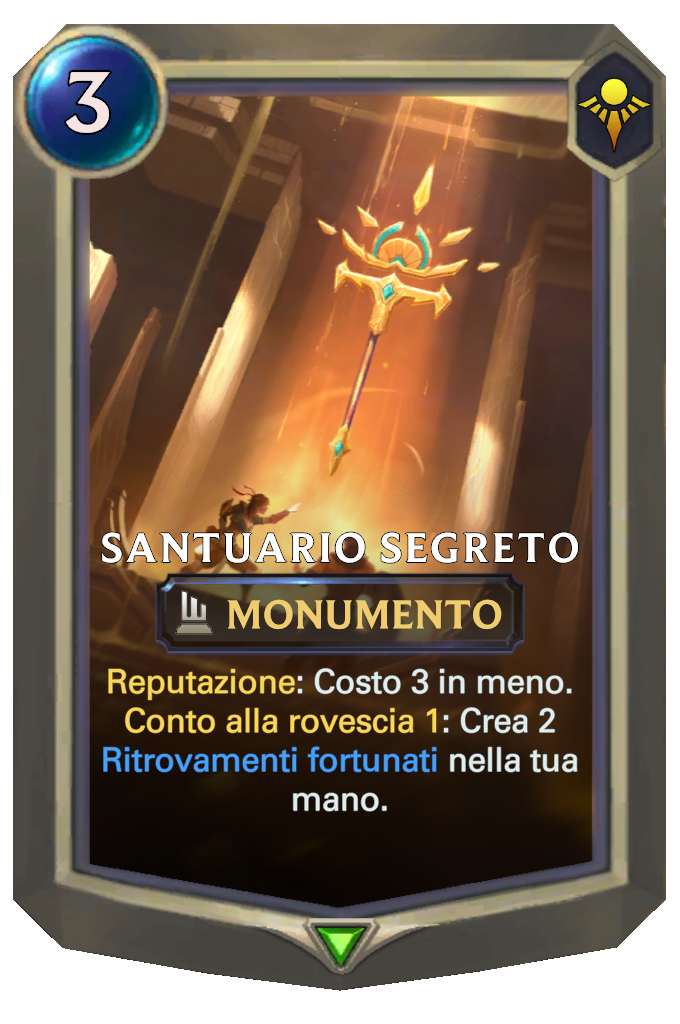 3
SANTUARIO SEGRETO
MONUMENTO
Reputazione: Costo 3 in meno.
Conto alla rovescia 1: Crea 2
Ritrovamenti fortunati nella tua
mano.